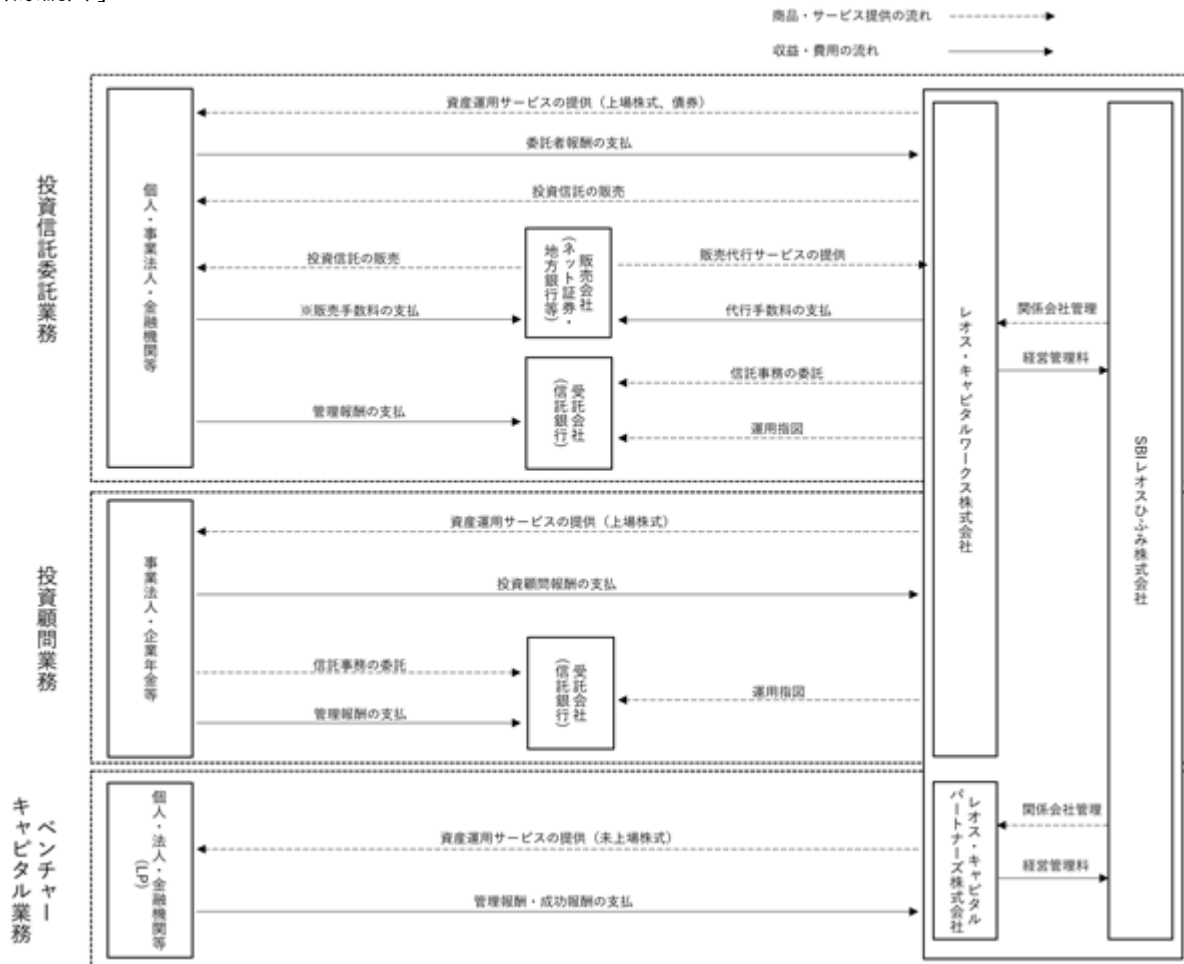 商品・サービス提供の流れ
収益・費用の流れ
投資信託委託業務
個人・事業法人・金融機関等
資産運用サービスの提供（上場株式、債券）
委託者報酬の支払
投資信託の販売
投資信託の販売
※販売手数料の支払
販売会社
（ネット証券・
地方銀行等）
販売代行サービスの提供
代行手数料の支払
管理報酬の支払
受託会社
（信託銀行）
信託事務の委託
運用指図
レオス・キャピタルワークス株式会社
関係会社管理
経営管理料
SBIレオスひふみ株式会社
投資顧問業務
事業法人・企業年金等
資産運用サービスの提供（上場株式）
投資顧問報酬の支払
信託事務の委託
管理報酬の支払
受託会社
（信託銀行）
運用指図
ベンチャー
キャピタル業務
個人・法人・金融機関等
（LP）
資産運用サービスの提供（未上場株式）
管理報酬・成功報酬の支払
レオス・キャピタル
パートナーズ株式会社
関係会社管理
経営管理料